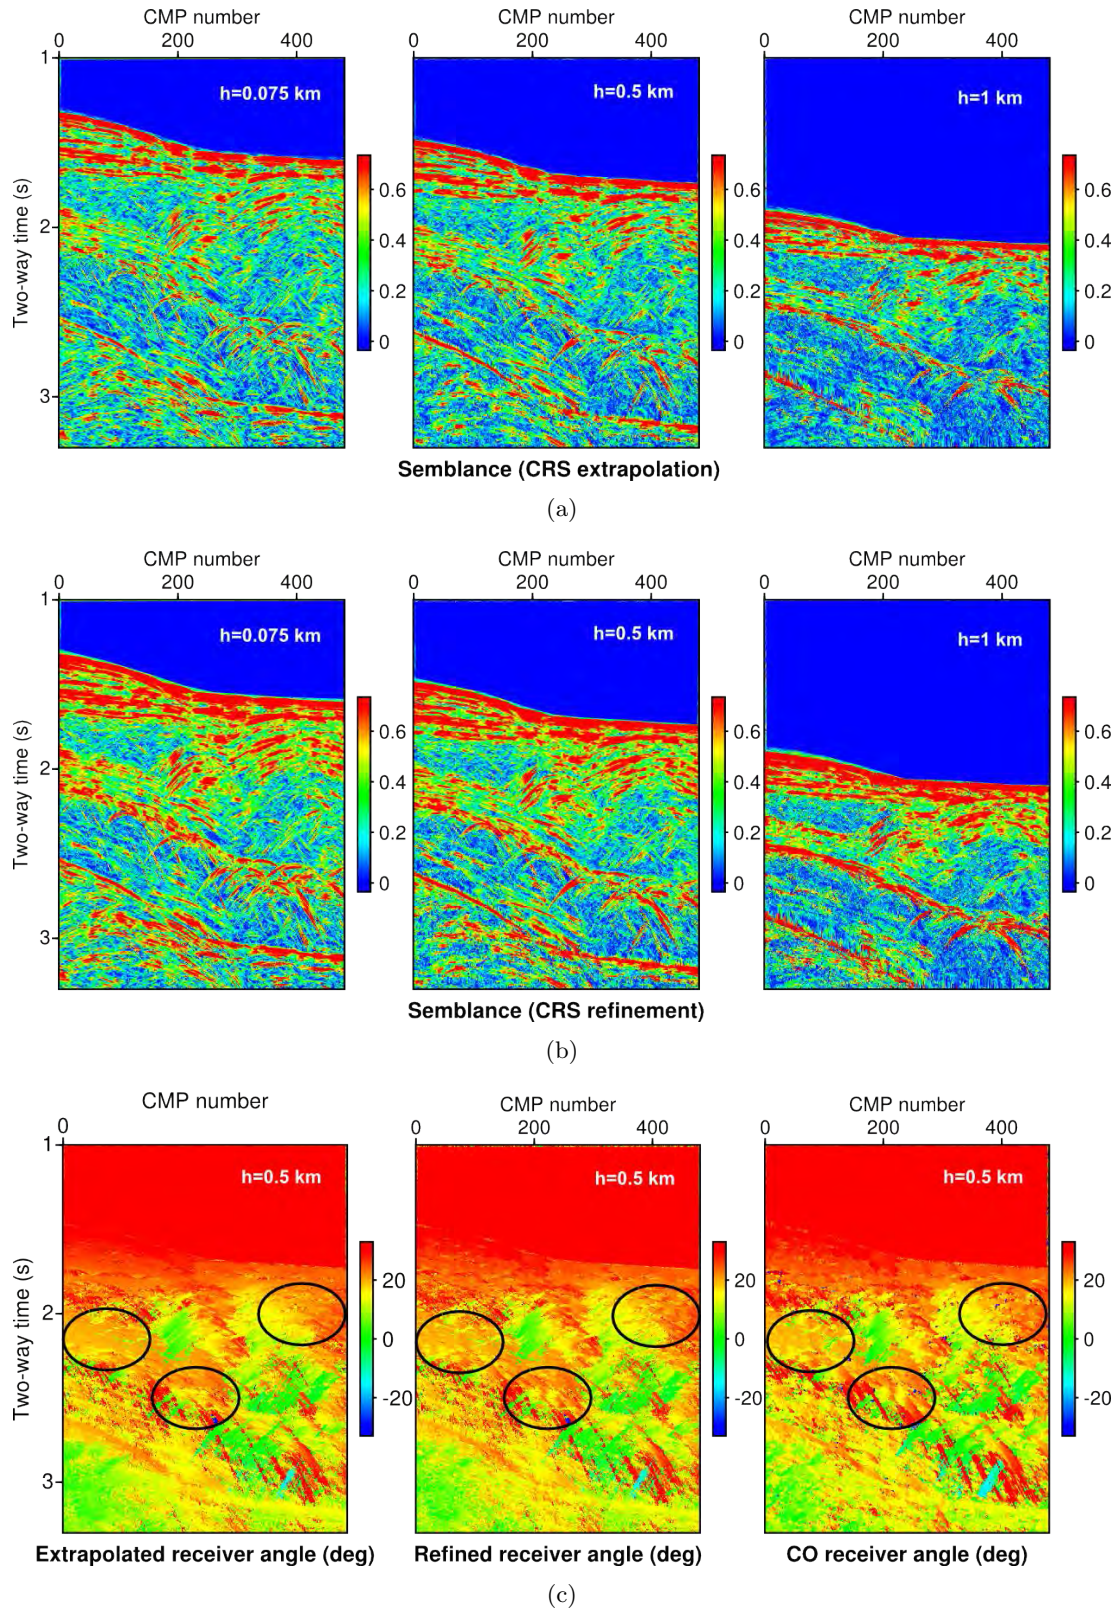 CMP number CMP number CMP number
0 200 400 0 200 400 0 200 400
1
h=0.075 km h=0.5 km h=1 km
0.6 0.6 0.6
2
0.4 0.4 0.4
0.2 0.2 0.2
0 0 0
3
Two-way time (s)
Semblance (CRS extrapolation)
(a)
CMP number CMP number CMP number
0 200 400 0 200 400 0 200 400
1
h=0.075 km h=0.5 km h=1 km
0.6 0.6 0.6
2
0.4 0.4 0.4
0.2 0.2 0.2
0 0 0
3
Two-way time (s)
Semblance (CRS refinement)
(b)
CMP number CMP number CMP number
0 0 200 400 0 200 400
1
h=0.5 km h=0.5 km h=0.5 km
20 20 20
2
0 0 0
-20 -20 -20
3
Two-way time (s)
Extrapolated receiver angle (deg) Refined receiver angle (deg) CO receiver angle (deg)
(c)